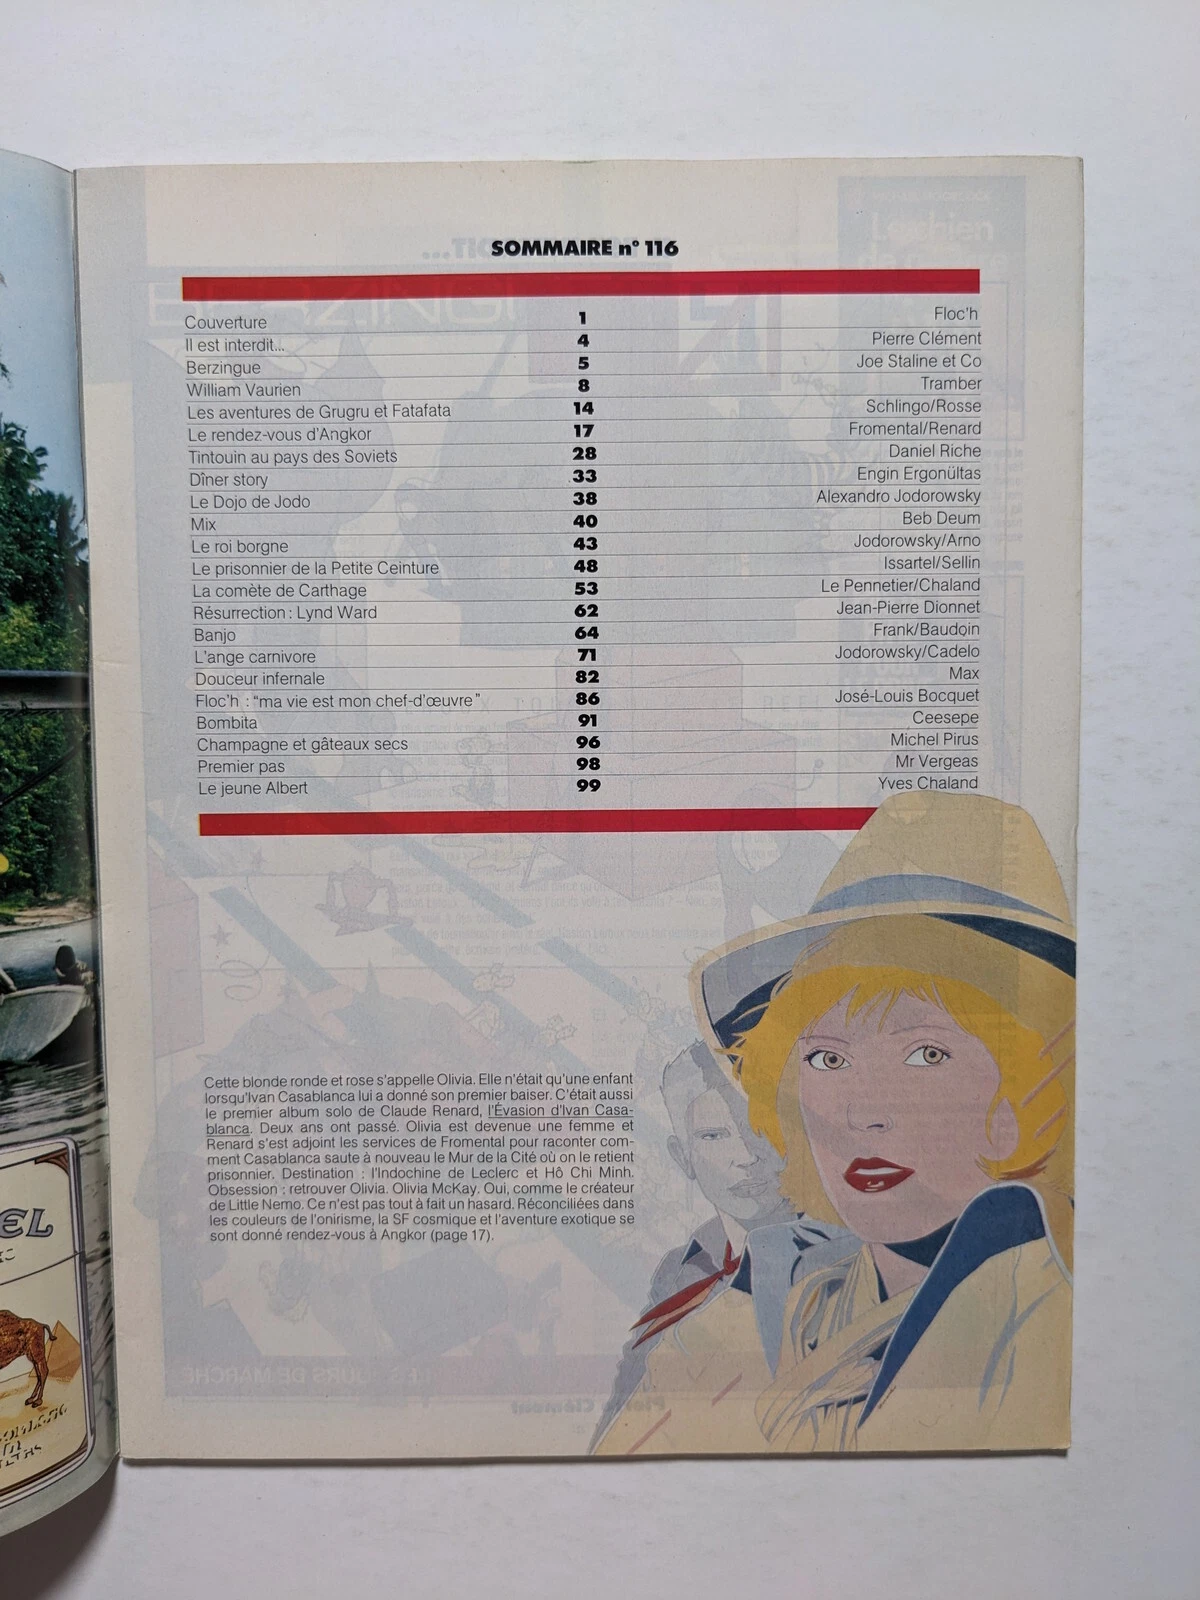 SOMMAIRE n° 116
Couverture 1 Floc'h
Il est interdit... 4 Pierre Clément
Berzingue 5 Joe Staline et Co
William Vaurien 8 Tramber
Les aventures de Grugru et Fatafata 14 Schlingo/Rosse
Le rendez-vous d'Angkor 17 Fromental/Renard
Tintouin au pays des Soviets 28 Daniel Riche
Dîner story 33 Engin Ergonültas
Le Dojo de Jodo 38 Alexandro Jodorowsky
Mix 40 Beb Deum
Le roi borgne 43 Jodorowsky/Arno
Le prisonnier de la Petite Ceinture 48 Issartel/Sellin
La comète de Carthage 53 Le Pennetier/Chaland
Résurrection : Lynd Ward 62 Jean-Pierre Dionnet
Banjo 64 Frank/Baudoin
L'ange carnivore 71 Jodorowsky/Cadelo
Douceur infernale 82 Max
Floc'h : "ma vie est mon chef-d'œuvre" 86 José-Louis Bocquet
Bombita 91 Ceesepe
Champagne et gâteaux secs 96 Michel Pirus
Premier pas 98 Mr Vergeas
Le jeune Albert 99 Yves Chaland
Cette blonde ronde et rose s'appelle Olivia. Elle n'était qu'une enfant
lorsqu'Ivan Casablanca lui a donné son premier baiser. C'était aussi
le premier album solo de Claude Renard, l'Évasion d'Ivan Casa-
blanca. Deux ans ont passé. Olivia est devenue une femme et
Renard s'est adjoint les services de Fromental pour raconter com-
ment Casablanca saute à nouveau le Mur de la Cité où on le retient
prisonnier. Destination : l'Indochine de Leclerc et Hô Chi Minh.
Obsession : retrouver Olivia. Olivia McKay. Oui, comme le créateur
de Little Nemo. Ce n'est pas tout à fait un hasard. Réconciliées dans
les couleurs de l'onirisme, la SF cosmique et l'aventure exotique se
sont donné rendez-vous à Angkor (page 17).